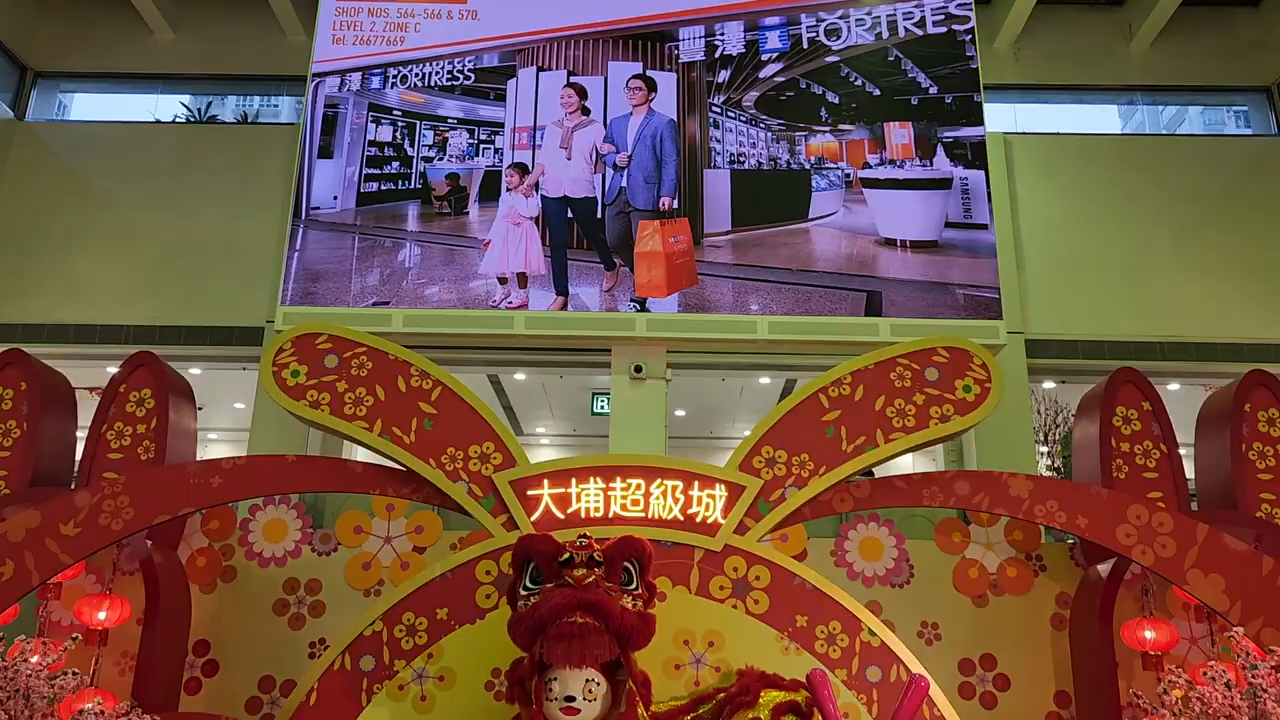 SHOP NOS. 564-566 & 570,
LEVEL 2, ZONE C
Tel: 26677669
豐澤 FORTRESS
豐澤 FORTRESS
SAMSUNG
大埔超級城